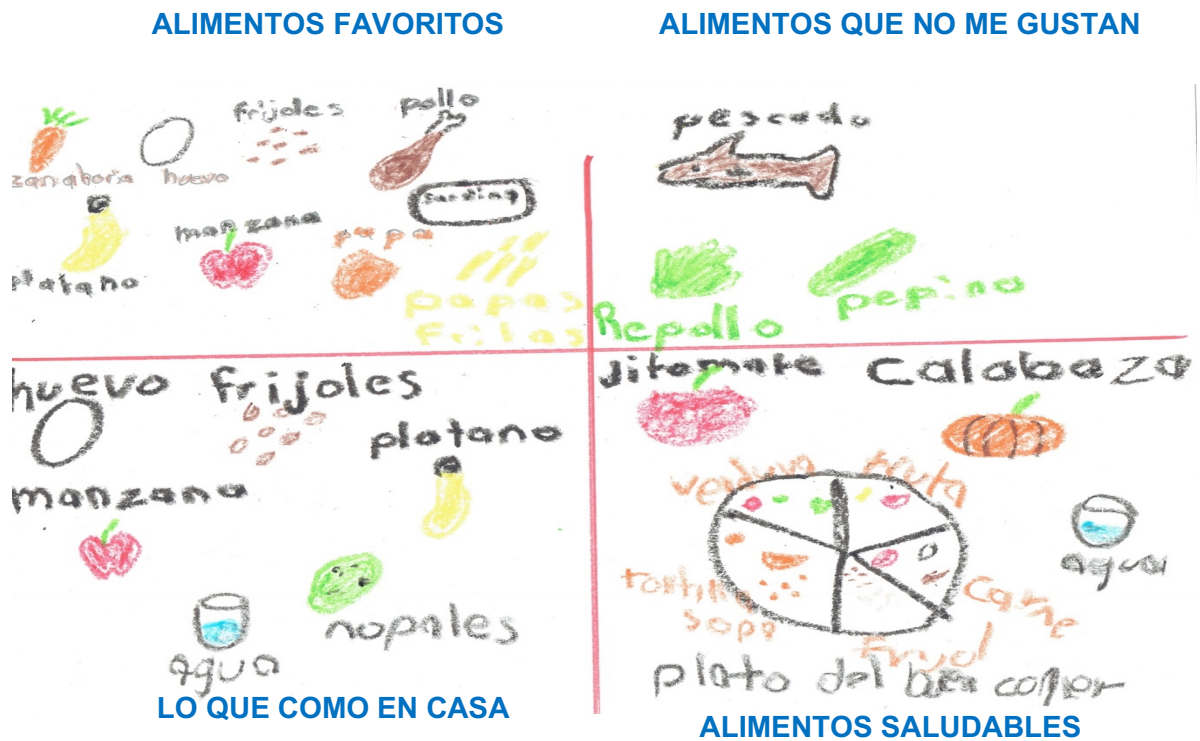 ALIMENTOS FAVORITOS
ALIMENTOS QUE NO ME GUSTAN
frijoles
pollo
zanahoria
huevo
manzana
papa
platano
papas
Fritas
pescado
Repollo
pepino
huevo
frijoles
platano
manzana
nopales
agua
LO QUE COMO EN CASA
Jitomate
Calabaza
verdura
fruta
agua
tortilla
sopa
Carne
Frijol
plato del bien comer
ALIMENTOS SALUDABLES